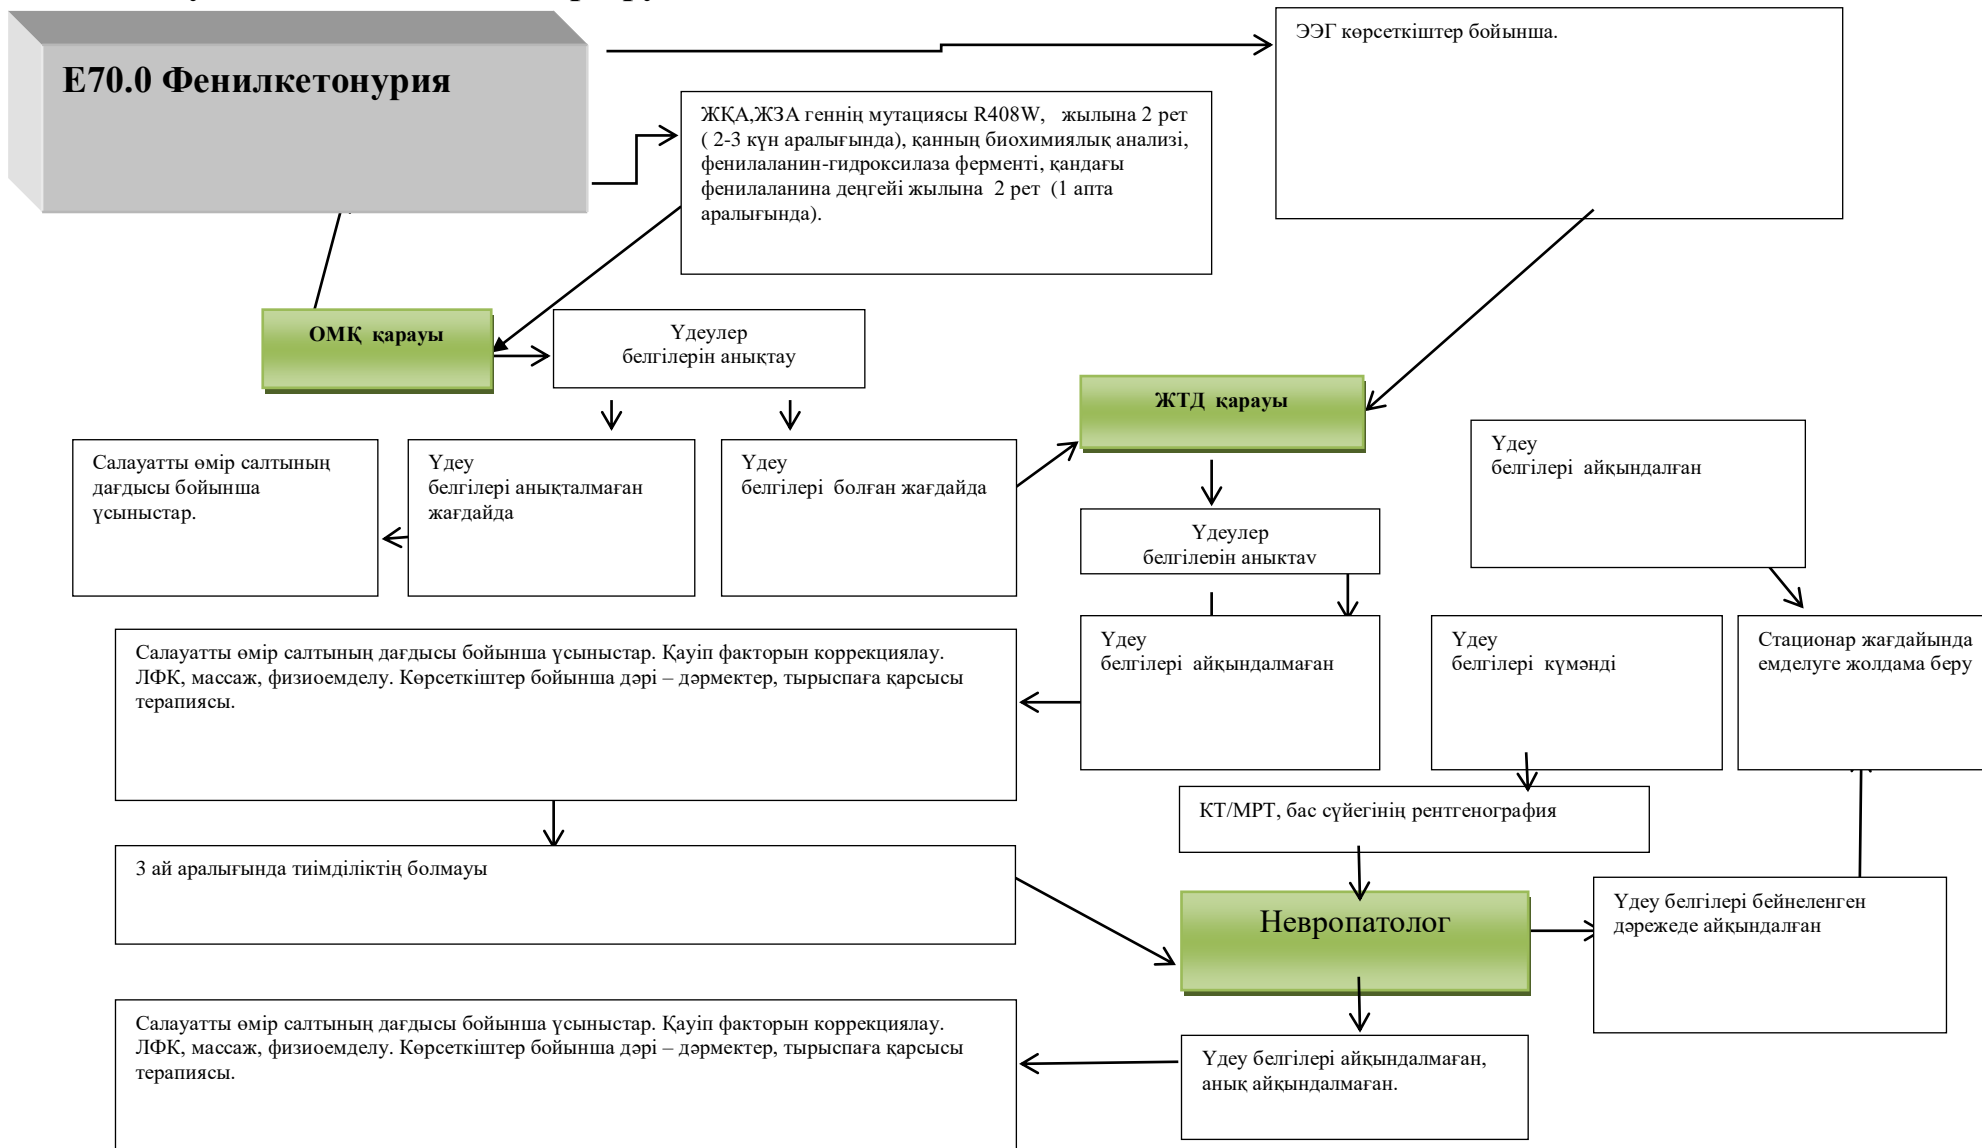 E70.0 Фенилкетонурия
ЭЭГ көрсеткіштер бойынша.
ЖҚА,ЖЗА геннің мутациясы R408W, жылына 2 рет
( 2-3 күн аралығында), қанның биохимиялық анализі,
фенилаланин-гидроксилаза ферменті, қандағы
фенилаланина деңгейі жылына 2 рет (1 апта
аралығында).
ОМҚ қарауы
Үдеулер
белгілерін анықтау
ЖТД қарауы
Салауатты өмір салтының
дағдысы бойынша
ұсыныстар.
Үдеу
белгілері анықталмаған
жағдайда
Үдеу
белгілері болған жағдайда
Үдеу
белгілері айқындалған
Үдеулер
белгілерін анықтау
Салауатты өмір салтының дағдысы бойынша ұсыныстар. Қауіп факторын коррекциялау.
ЛФК, массаж, физиоемделу. Көрсеткіштер бойынша дәрі – дәрмектер, тырыспаға қарсысы
терапиясы.
Үдеу
белгілері айқындалмаған
Үдеу
белгілері күмәнді
Стационар жағдайында
емделуге жолдама беру
КТ/МРТ, бас сүйегінің рентгенография
3 ай аралығында тиімділіктің болмауы
Невропатолог
Үдеу белгілері бейнеленген
дәрежеде айқындалған
Салауатты өмір салтының дағдысы бойынша ұсыныстар. Қауіп факторын коррекциялау.
ЛФК, массаж, физиоемделу. Көрсеткіштер бойынша дәрі – дәрмектер, тырыспаға қарсысы
терапиясы.
Үдеу белгілері айқындалмаған,
анық айқындалмаған.